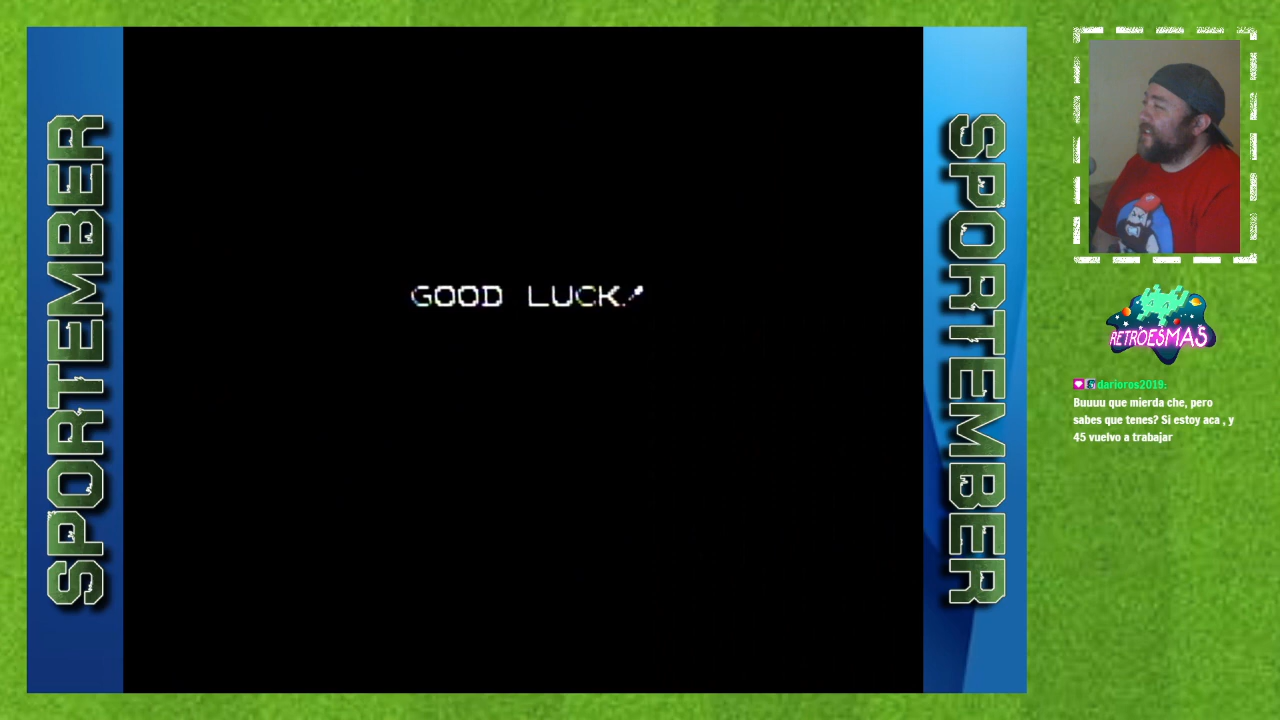 SPORTEMBER
GOOD LUCK!
SPORTEMBER
RETROESMAS
darioros2019:
Buuuu que mierda che, pero
sabes que tenes? Si estoy aca , y
45 vuelvo a trabajar